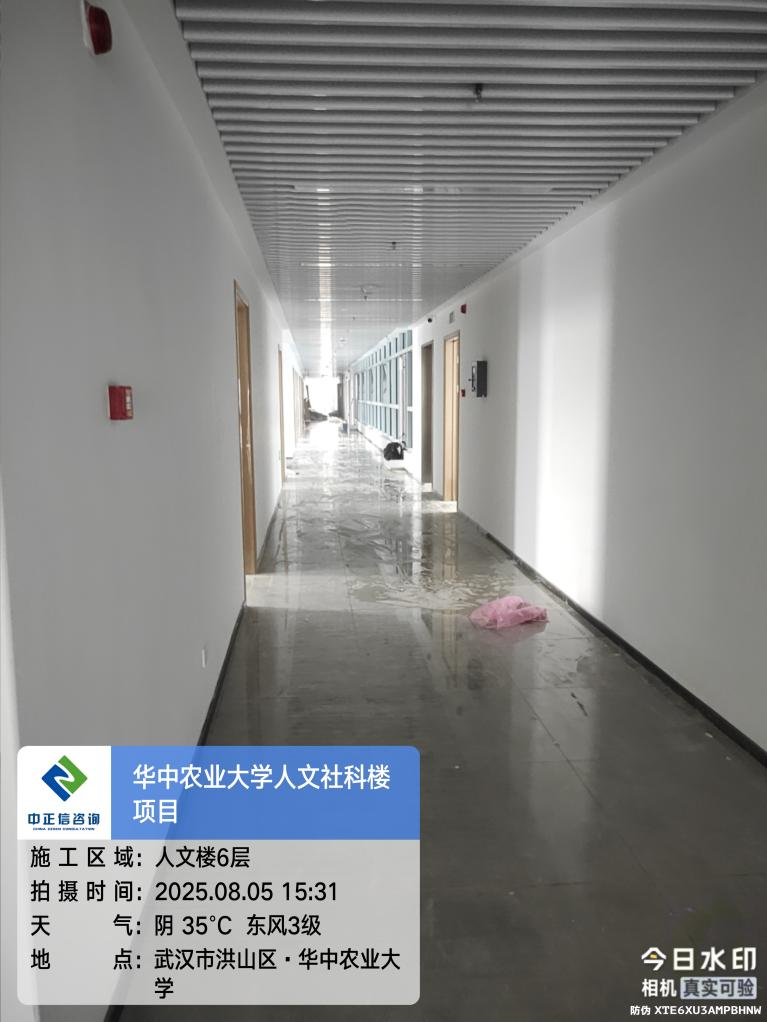 华中农业大学人文社科楼
项目
中正信咨询
CHINA ZENXIN CONSULTATION
施工区域：人文楼6层
拍摄时间：2025.08.05 15:31
天气：阴 35°C 东风3级
地点：武汉市洪山区·华中农业大
学
今日水印
相机 真实可验
防伪 XTE6XU3AMPBHNW